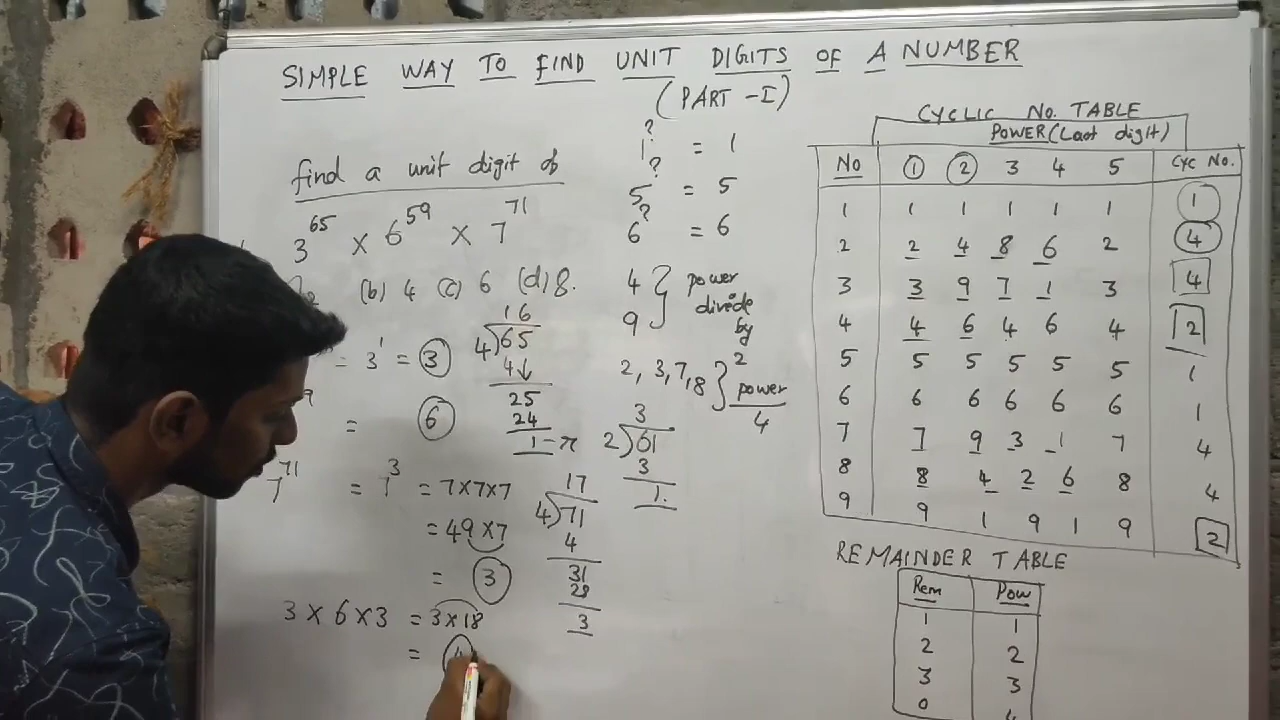 SIMPLE WAY TO FIND UNIT DIGITS OF A NUMBER
(PART-I)
find a unit digit of
3^65 × 6^59 × 7^71
(b) 4 (c) 6 (d) 8.
= 3^1 = ③
4)65
16
4↓
25
24
1
= ⑥
7^71 = 7^3 = 7×7×7
= 49×7
= ③
4)71
17
4
31
28
3
3 × 6 × 3 = 3×18
=
1^? = 1
5^? = 5
6^? = 6
4
9
} power divide by 2
2, 3, 7, 8 } power
4
2)61
3
3
1.
CYCLIC No. TABLE
POWER(Last digit)
No ① ② 3 4 5 Cyc No.
1 1 1 1 1 1 1
2 2 4 8 6 2 4
3 3 9 7 1 3 4
4 4 6 4 6 4 2
5 5 5 5 5 5 1
6 6 6 6 6 6 1
7 7 9 3 1 7 4
8 8 4 2 6 8 4
9 9 1 9 1 9 2
REMAINDER TABLE
Rem Pow
1 1
2 2
3 3
0 4